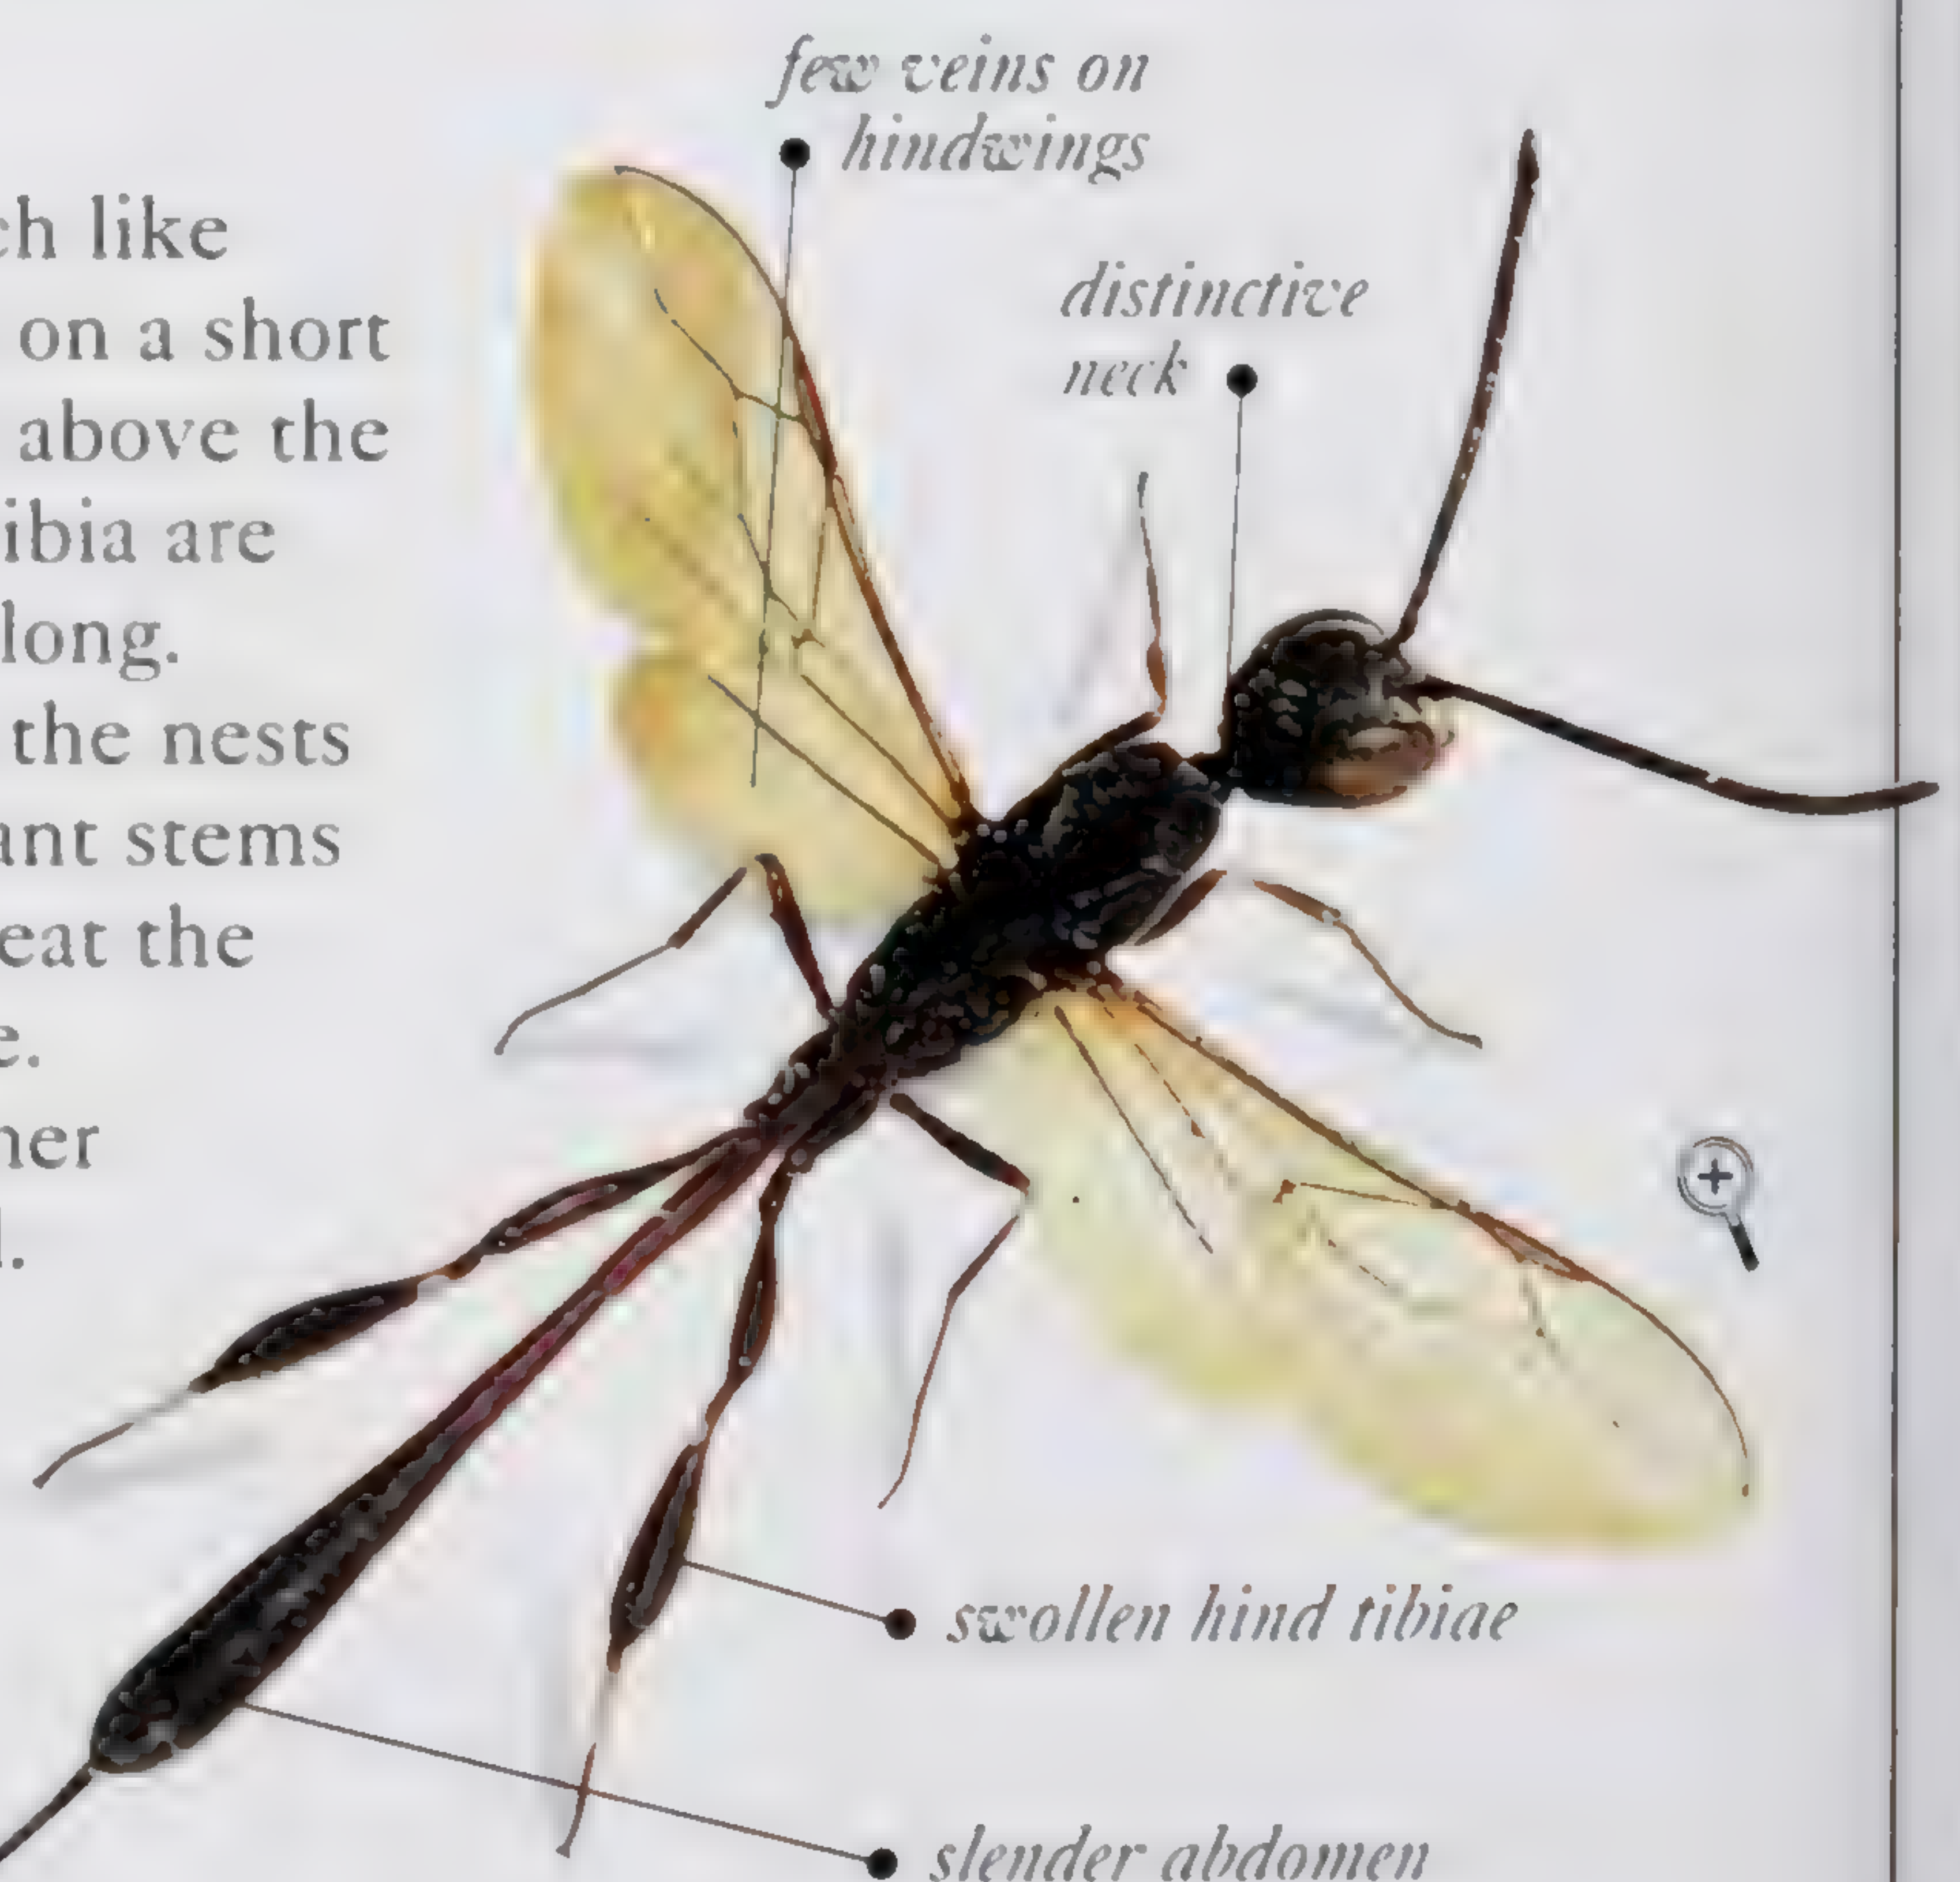 few veins on
hindwings
distinctive
neck
ch like
on a short
above the
ibia are
long.
the nests
ant stems
eat the
e.
her
l.
swollen hind tibiae
slender abdomen